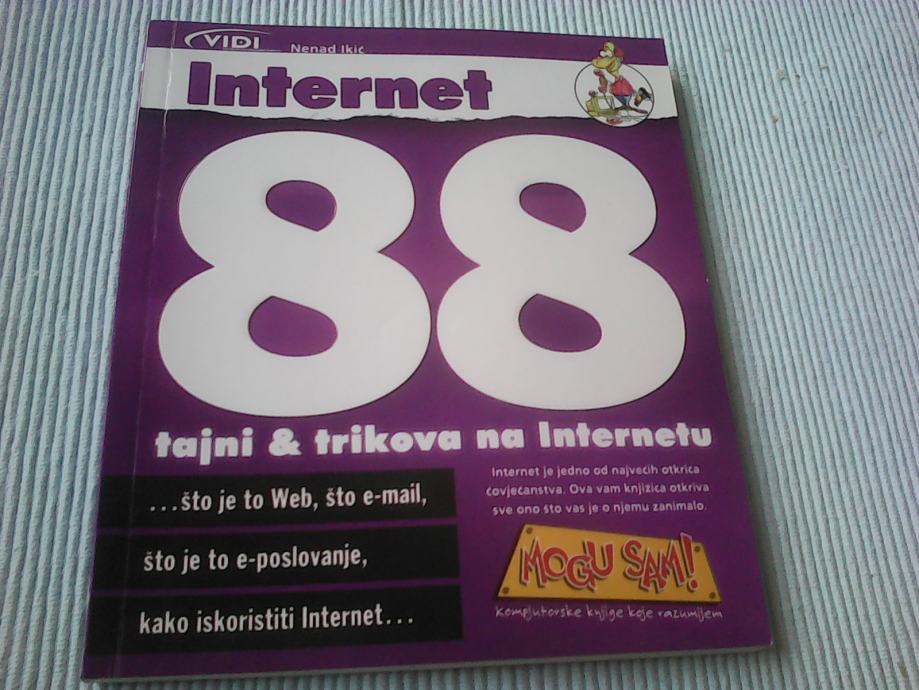 VIDI
Nenad Ikić
Internet
88
tajni & trikova na Internetu
...što je to Web, što e-mail,
što je to e-poslovanje,
kako iskoristiti Internet...
Internet je jedno od najvećih otkrića
čovječanstva. Ova vam knjižica otkriva
sve ono što vas je o njemu zanimalo.
MOGU SAM!
Kompjutorske knjige koje razumijem